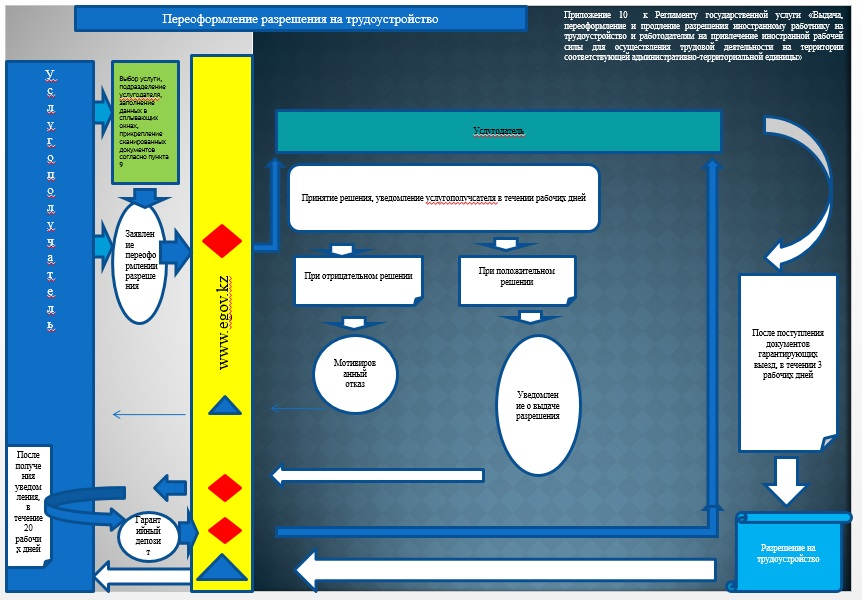 Переоформление разрешения на трудоустройство
Приложение 10 к Регламенту государственной услуги «Выдача,
переоформление и продление разрешения иностранному работнику на
трудоустройство и работодателям на привлечение иностранной рабочей
силы для осуществления трудовой деятельности на территории
соответствующей административно-территориальной единицы»
У
с
л
у
г
о
п
о
л
у
ч
а
т
е
л
ь
Выбор услуги,
подразделение
услугодателя,
заполнение
данных в
сплывающих
окнах,
прикрепление
сканированных
документов
согласно пункта
9
Заявлен
ие
переофо
рмлении
разреше
ния
www.egov.kz
Услугодатель
Принятие решения, уведомление услугополучсателя в течении рабочих дней
При отрицательном решении
При положительном
решении
Мотивиров
анный
отказ
Уведомлен
ие о выдаче
разрешения
После поступления
документов
гарантирующих
выезд, в течении 3
рабочих дней
После
получе
ния
уведом
ления,
в
течение
20
рабочи
х дней
Гарант
ийный
депози
т
Разрешение на
трудоустройство